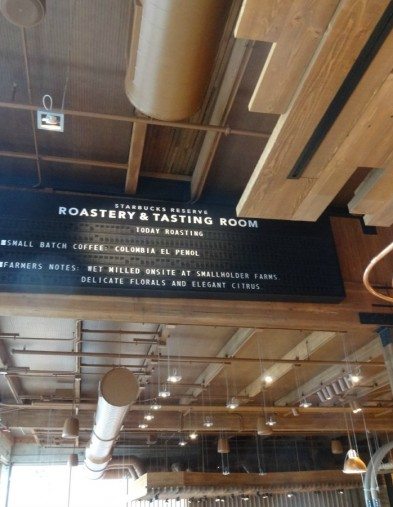 STARBUCKS RESERVE
ROASTERY & TASTING ROOM
TODAY ROASTING
SMALL BATCH COFFEE: COLOMBIA EL PENOL
FARMERS NOTES: WET MILLED ONSITE AT SMALLHOLDER FARMS.
DELICATE FLORALS AND ELEGANT CITRUS.